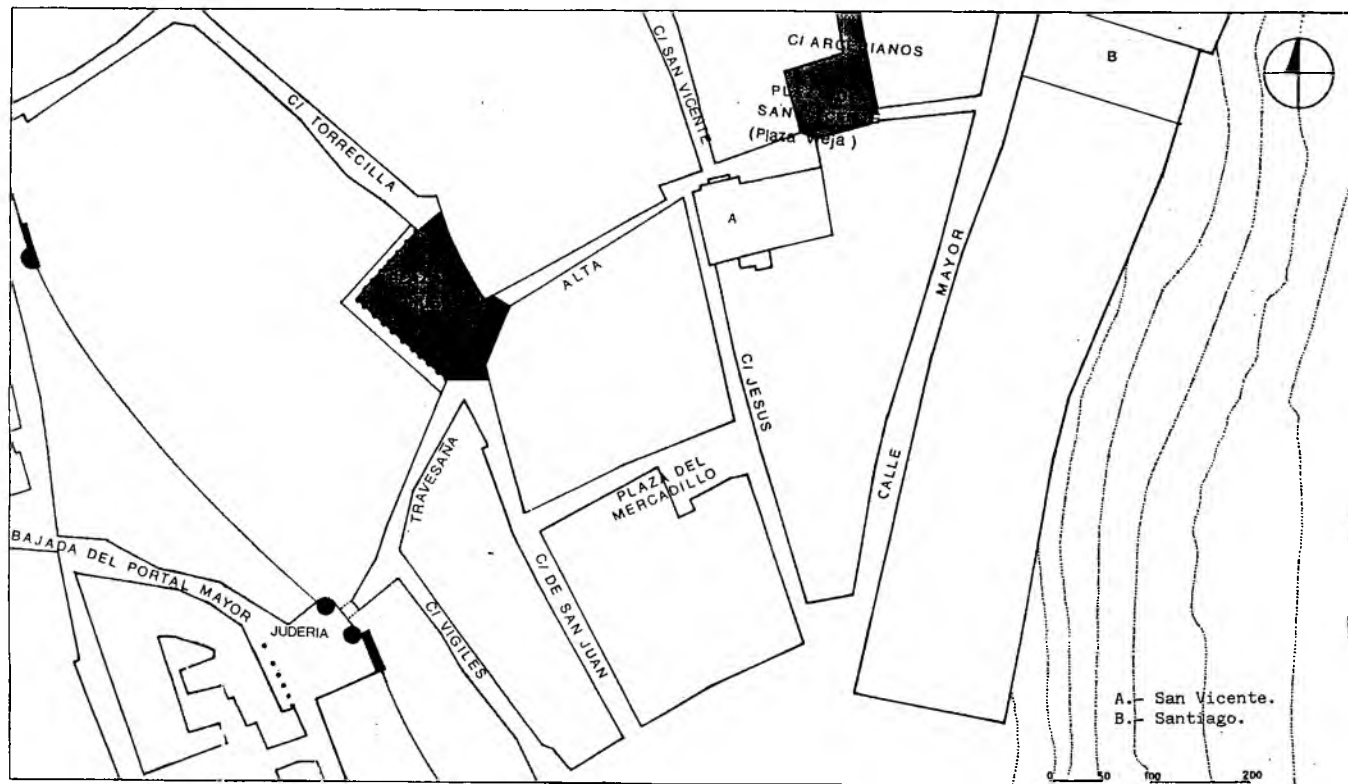 C/ ARCEDIANOS
B
C/ SAN VICENTE
C/ TORRECILLA
SAN
(Plaza Vieja)
A
ALTA
MAYOR
C/ JESUS
CALLE
TRAVESAÑA
PLAZA DEL
MERCADILLO
BAJADA DEL PORTAL MAYOR
JUDERIA
C/ VIGILES
C/ DE SAN JUAN
A.- San Vicente.
B.- Santiago.
0 50 100 200